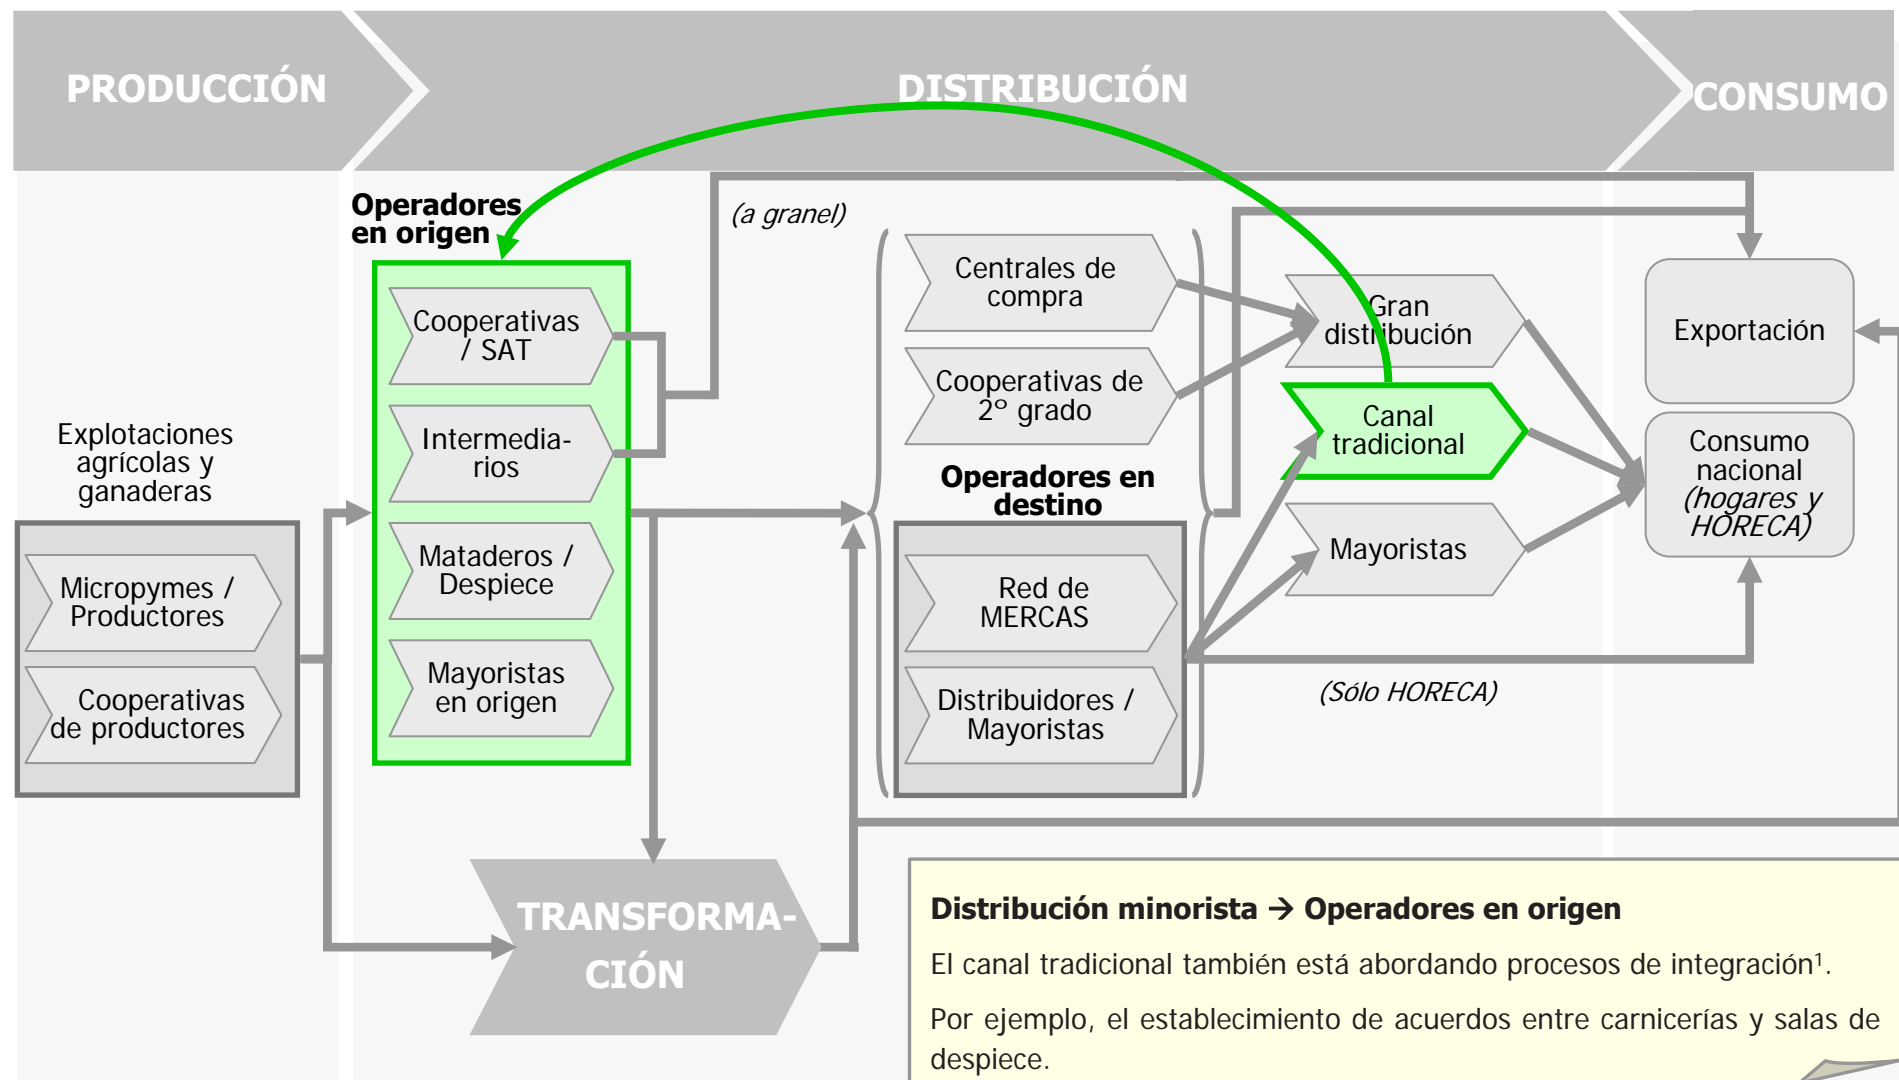 PRODUCCIÓN
DISTRIBUCIÓN
CONSUMO
Operadores
en origen
(a granel)
Cooperativas
/ SAT
Intermedia-
rios
Mataderos /
Despiece
Mayoristas
en origen
Explotaciones
agrícolas y
ganaderas
Micropymes /
Productores
Cooperativas
de productores
Centrales de
compra
Cooperativas de
2º grado
Operadores en
destino
Red de
MERCAS
Distribuidores /
Mayoristas
Gran
distribución
Canal
tradicional
Mayoristas
(Sólo HORECA)
Exportación
Consumo
nacional
(hogares y
HORECA)
TRANSFORMA-
CIÓN
Distribución minorista → Operadores en origen
El canal tradicional también está abordando procesos de integración¹.
Por ejemplo, el establecimiento de acuerdos entre carnicerías y salas de
despiece.